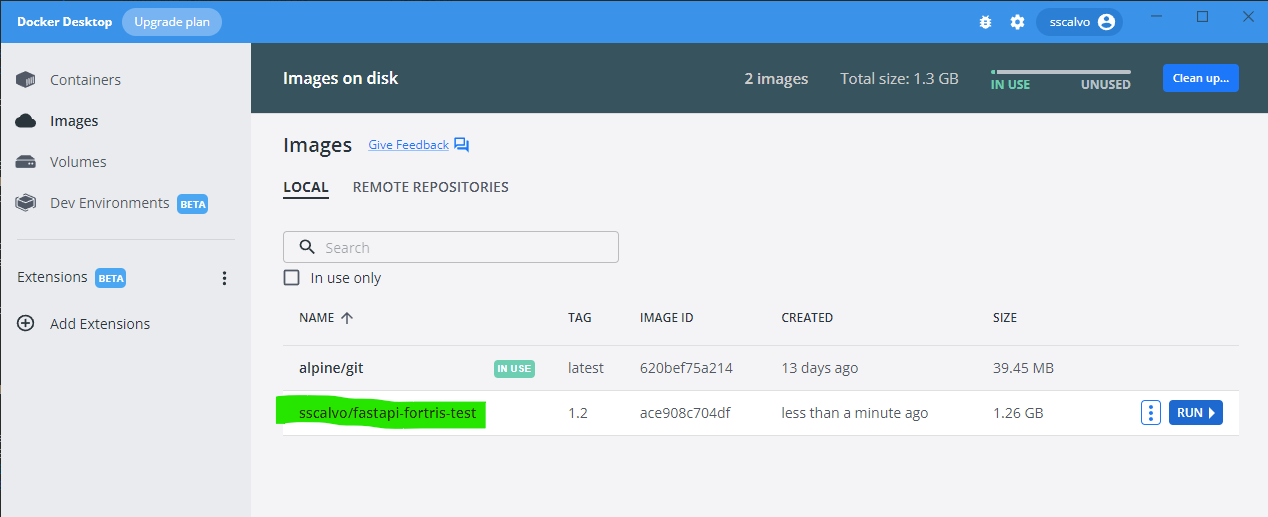 Docker Desktop Upgrade plan sscalvo
Containers
Images
Volumes
Dev Environments BETA
Extensions BETA
Add Extensions
Images on disk 2 images Total size: 1.3 GB IN USE UNUSED Clean up...
Images Give Feedback
LOCAL REMOTE REPOSITORIES
Search
In use only
NAME TAG IMAGE ID CREATED SIZE
alpine/git IN USE latest 620bef75a214 13 days ago 39.45 MB
sscalvo/fastapi-fortris-test 1.2 ace908c704df less than a minute ago 1.26 GB RUN